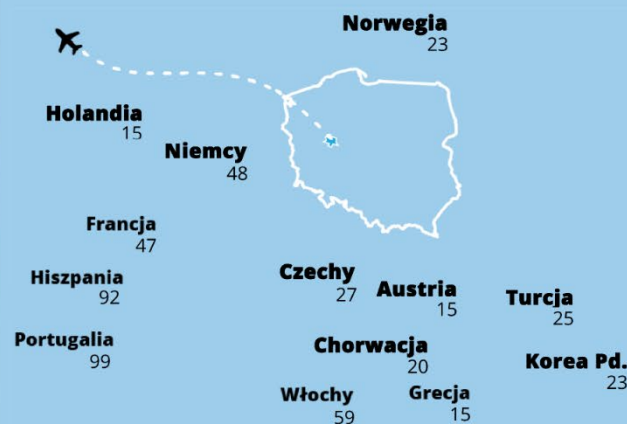 Norwegia
23
Holandia
15
Niemcy
48
Francja
47
Hiszpania
92
Portugalia
99
Czechy
27
Austria
15
Turcja
25
Chorwacja
20
Korea Pd.
23
Włochy
59
Grecja
15